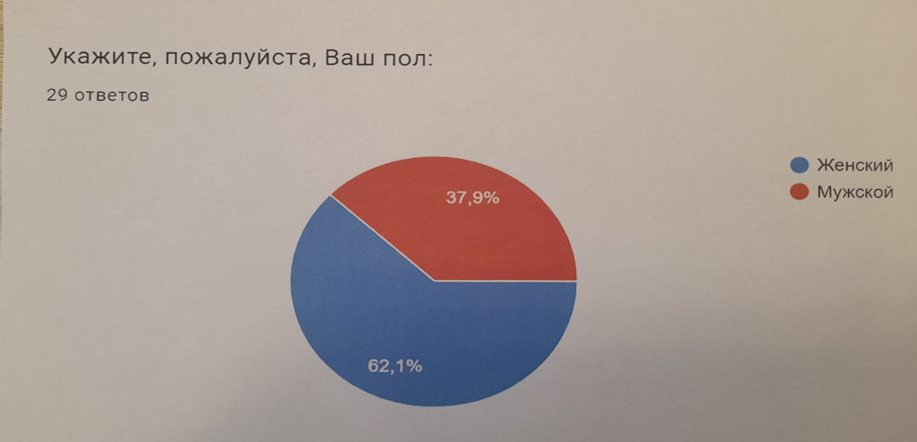 Укажите, пожалуйста, Ваш пол:
29 ответов
Женский
Мужской
37,9%
62,1%